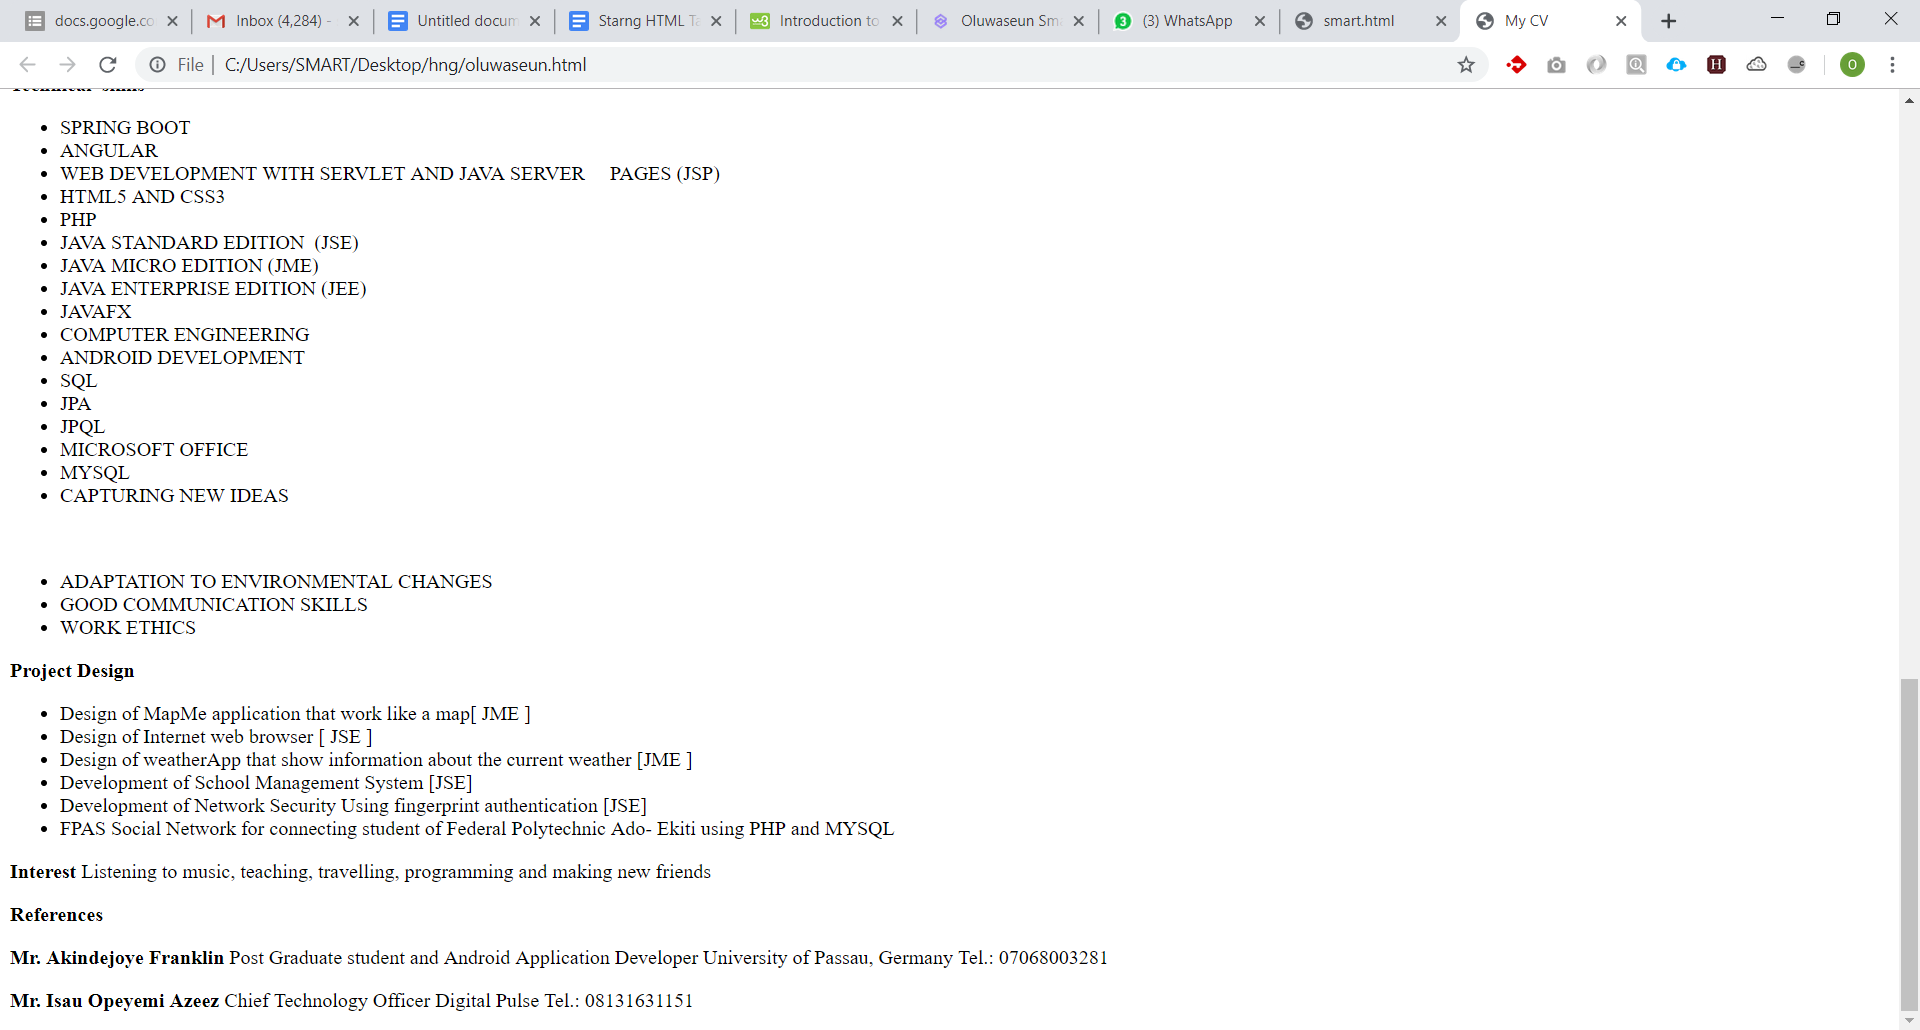 docs.google.co
Inbox (4,284) -
Untitled docum
Starng HTML Ta
Introduction to
Oluwaseun Sm
3
(3) WhatsApp
smart.html
My CV
File
C:/Users/SMART/Desktop/hng/oluwaseun.html
H
O
Technical skills
• SPRING BOOT
• ANGULAR
• WEB DEVELOPMENT WITH SERVLET AND JAVA SERVER PAGES (JSP)
• HTML5 AND CSS3
• PHP
• JAVA STANDARD EDITION (JSE)
• JAVA MICRO EDITION (JME)
• JAVA ENTERPRISE EDITION (JEE)
• JAVAFX
• COMPUTER ENGINEERING
• ANDROID DEVELOPMENT
• SQL
• JPA
• JPQL
• MICROSOFT OFFICE
• MYSQL
• CAPTURING NEW IDEAS
• ADAPTATION TO ENVIRONMENTAL CHANGES
• GOOD COMMUNICATION SKILLS
• WORK ETHICS
Project Design
• Design of MapMe application that work like a map[ JME ]
• Design of Internet web browser [ JSE ]
• Design of weatherApp that show information about the current weather [JME ]
• Development of School Management System [JSE]
• Development of Network Security Using fingerprint authentication [JSE]
• FPAS Social Network for connecting student of Federal Polytechnic Ado- Ekiti using PHP and MYSQL
Interest Listening to music, teaching, travelling, programming and making new friends
References
Mr. Akindejoye Franklin Post Graduate student and Android Application Developer University of Passau, Germany Tel.: 07068003281
Mr. Isau Opeyemi Azeez Chief Technology Officer Digital Pulse Tel.: 08131631151